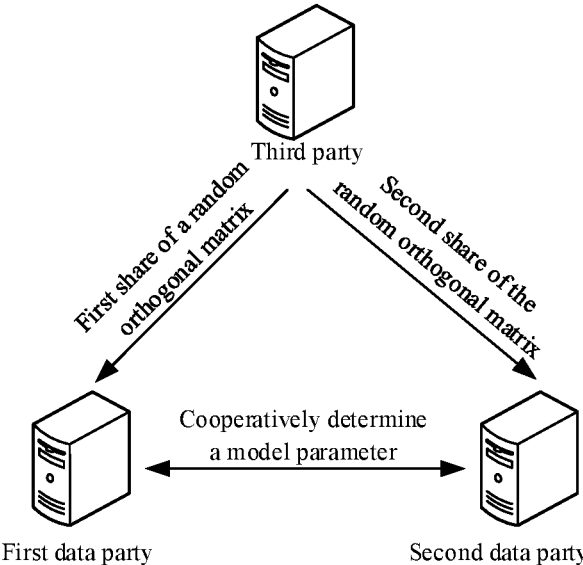 Third party
First share of a random
orthogonal matrix
Second share of the
random orthogonal matrix
Cooperatively determine
a model parameter
First data party
Second data party